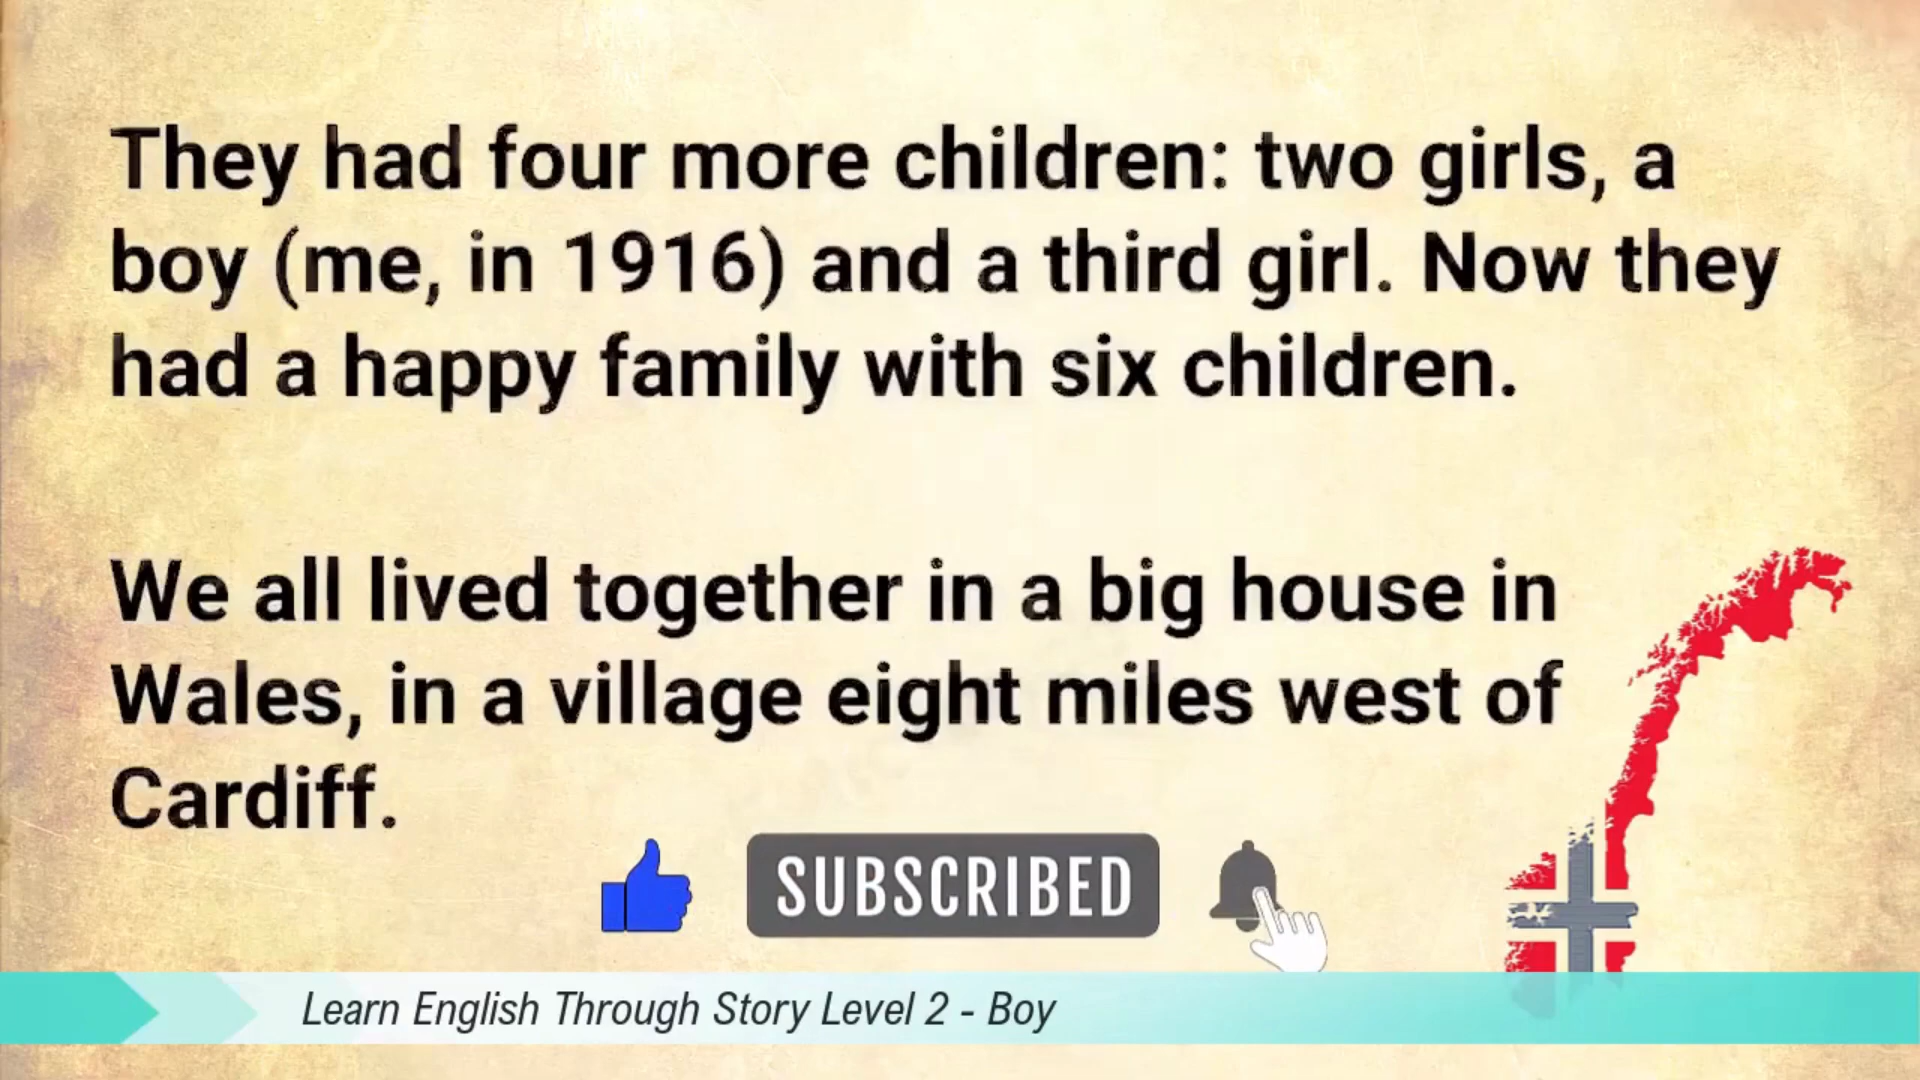 They had four more children: two girls, a
boy (me, in 1916) and a third girl. Now they
had a happy family with six children.
We all lived together in a big house in
Wales, in a village eight miles west of
Cardiff.
SUBSCRIBED
Learn English Through Story Level 2 - Boy